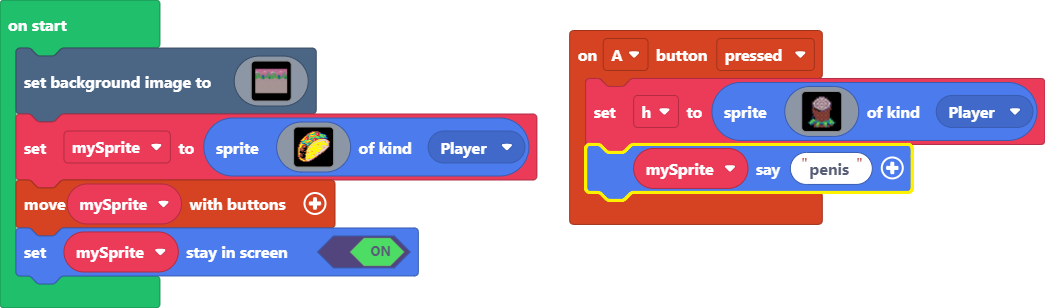 on start
set background image to
set mySprite to sprite of kind Player
move mySprite with buttons
set mySprite stay in screen ON
on A button pressed
set h to sprite of kind Player
mySprite say "penis"